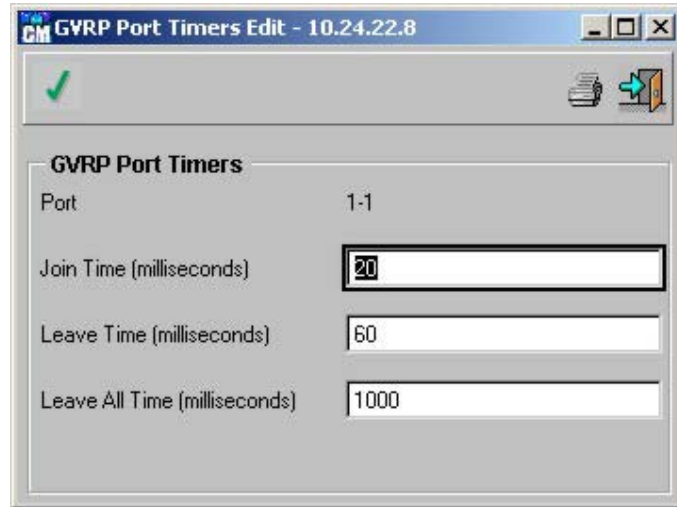 CM GVRP Port Timers Edit - 10.24.22.8
GVRP Port Timers
Port 1-1
Join Time (milliseconds) 20
Leave Time (milliseconds) 60
Leave All Time (milliseconds) 1000